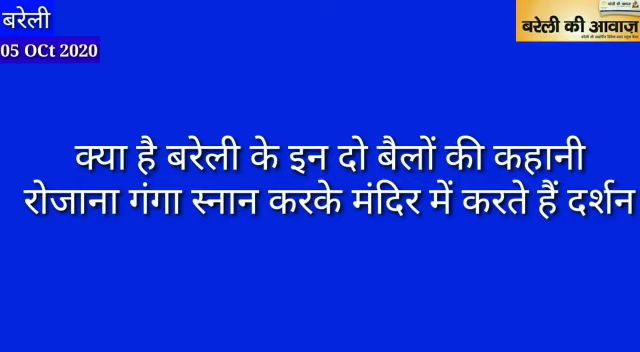 बरेली
05 OCt 2020
बरेली की आवाज़
क्या है बरेली के इन दो बैलों की कहानी
रोजाना गंगा स्नान करके मंदिर में करते हैं दर्शन